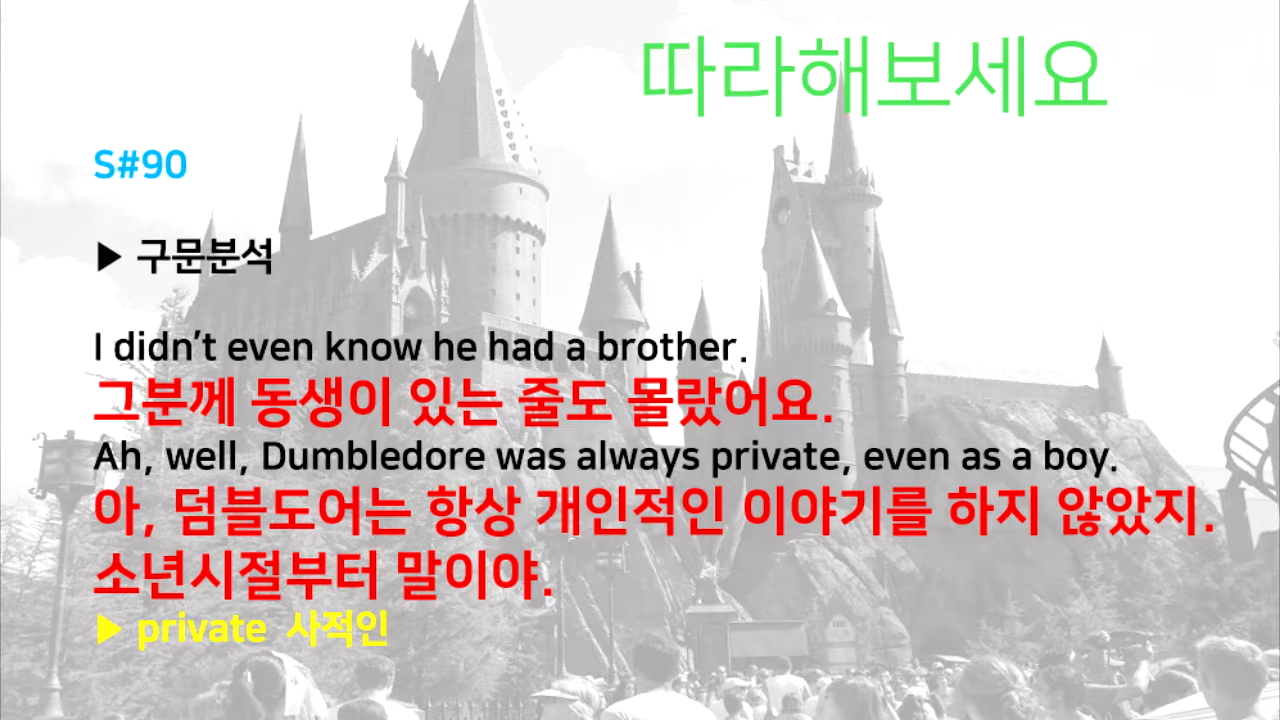 따라해보세요
S#90
▶ 구문분석
I didn't even know he had a brother.
그분께 동생이 있는 줄도 몰랐어요.
Ah, well, Dumbledore was always private, even as a boy.
아, 덤블도어는 항상 개인적인 이야기를 하지 않았지.
소년시절부터 말이야.
▶ private 사적인